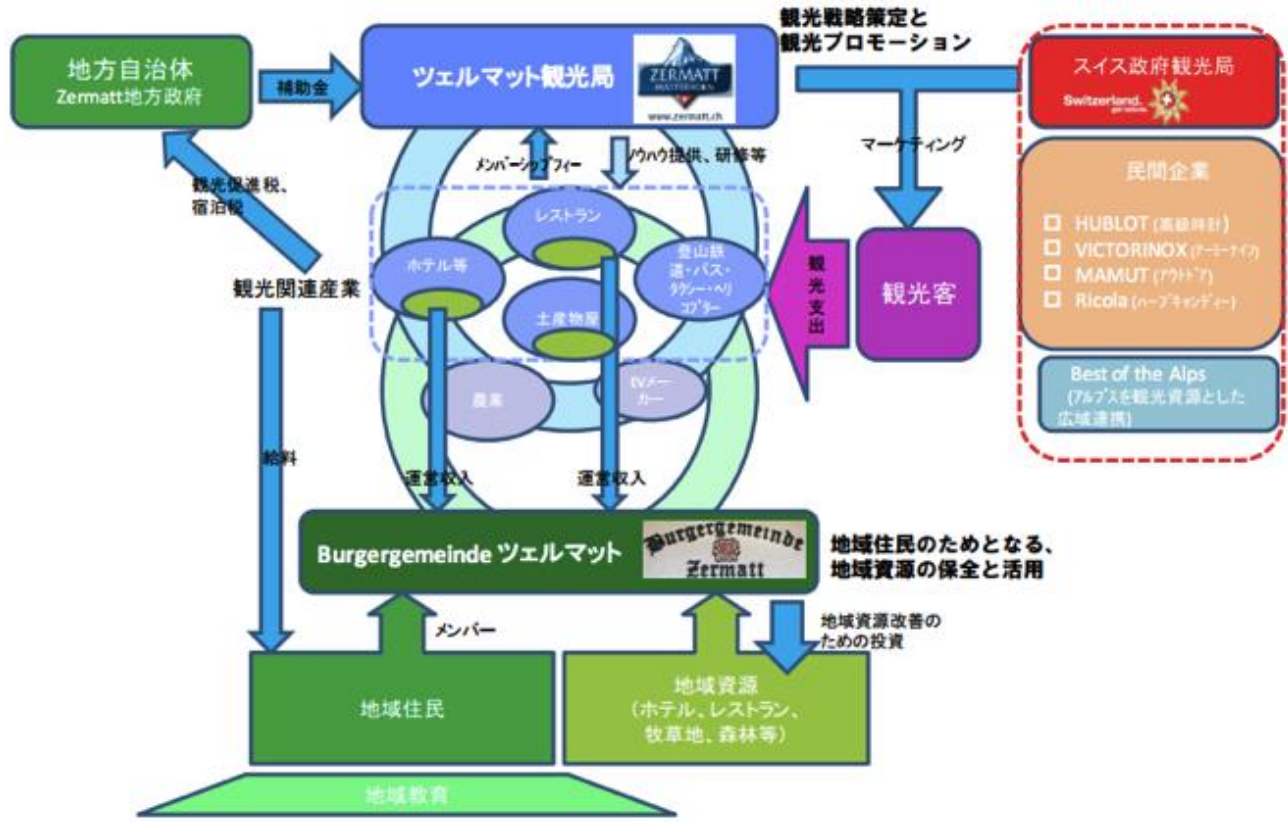 観光戦略策定と
観光プロモーション
地方自治体
Zermatt地方政府
補助金
ツェルマット観光局
ZERMATT
MATTERHORN
www.zermatt.ch
スイス政府観光局
Switzerland.
マーケティング
メンバーシップフィー
ノウハウ提供、研修等
観光促進税、
宿泊税
民間企業
□ HUBLOT (高級時計)
□ VICTORINOX (アーミーナイフ)
□ MAMUT (アウトドア)
□ Ricola (ハーブキャンディー)
レストラン
ホテル等
登山鉄
道・バス・
タクシー・ヘリ
コプター
土産物屋
観光支出
観光客
観光関連産業
農業
EVメー
カー
Best of the Alps
(アルプスを観光資源とした
広域連携)
給料
運営収入
運営収入
Burgergemeinde ツェルマット
Burgergemeinde
Zermatt
地域住民のためとなる、
地域資源の保全と活用
メンバー
地域資源改善の
ための投資
地域住民
地域資源
(ホテル、レストラン、
牧草地、森林等)
地域教育